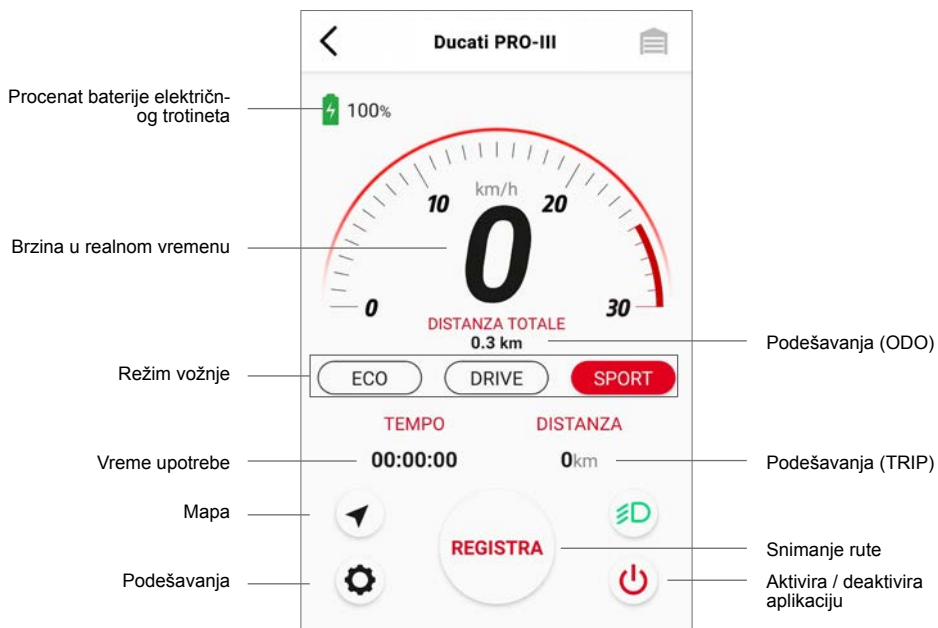 Ducati PRO-III
Procenat baterije električn-
og trotineta
100%
km/h
10
20
Brzina u realnom vremenu
0
0
30
DISTANZA TOTALE
0.3 km
Podešavanja (ODO)
Režim vožnje
ECO
DRIVE
SPORT
TEMPO
DISTANZA
Vreme upotrebe
00:00:00
0km
Podešavanja (TRIP)
Mapa
REGISTRA
Snimanje rute
Podešavanja
Aktivira / deaktivira
aplikaciju